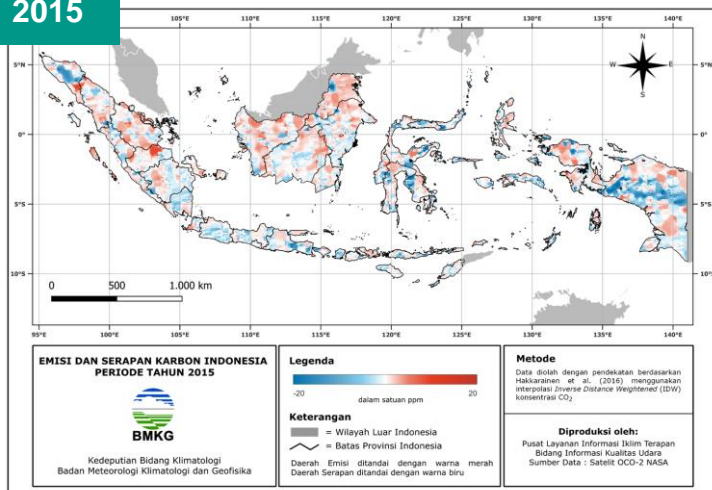 2015
95°E 100°E 105°E 110°E 115°E 120°E 125°E 130°E 135°E 140°E
5°N
0°
5°S
10°S
N
W E
S
5°N
0°
5°S
10°S
0 500 1.000 km
95°E 100°E 105°E 110°E 115°E 120°E 125°E 130°E 135°E 140°E
EMISI DAN SERAPAN KARBON INDONESIA
PERIODE TAHUN 2015
BMKG
Kedeputian Bidang Klimatologi
Badan Meteorologi Klimatologi dan Geofisika
Legenda
-20 20
dalam satuan ppm
Keterangan
= Wilayah Luar Indonesia
= Batas Provinsi Indonesia
Daerah Emisi ditandai dengan warna merah
Daerah Serapan ditandai dengan warna biru
Metode
Data diolah dengan pendekatan berdasarkan
Hakkarainen et al. (2016) menggunakan
interpolasi Inverse Distance Weighted (IDW)
konsentrasi CO₂
Diproduksi oleh:
Pusat Layanan Informasi Iklim Terapan
Bidang Informasi Kualitas Udara
Sumber Data : Satelit OCO-2 NASA